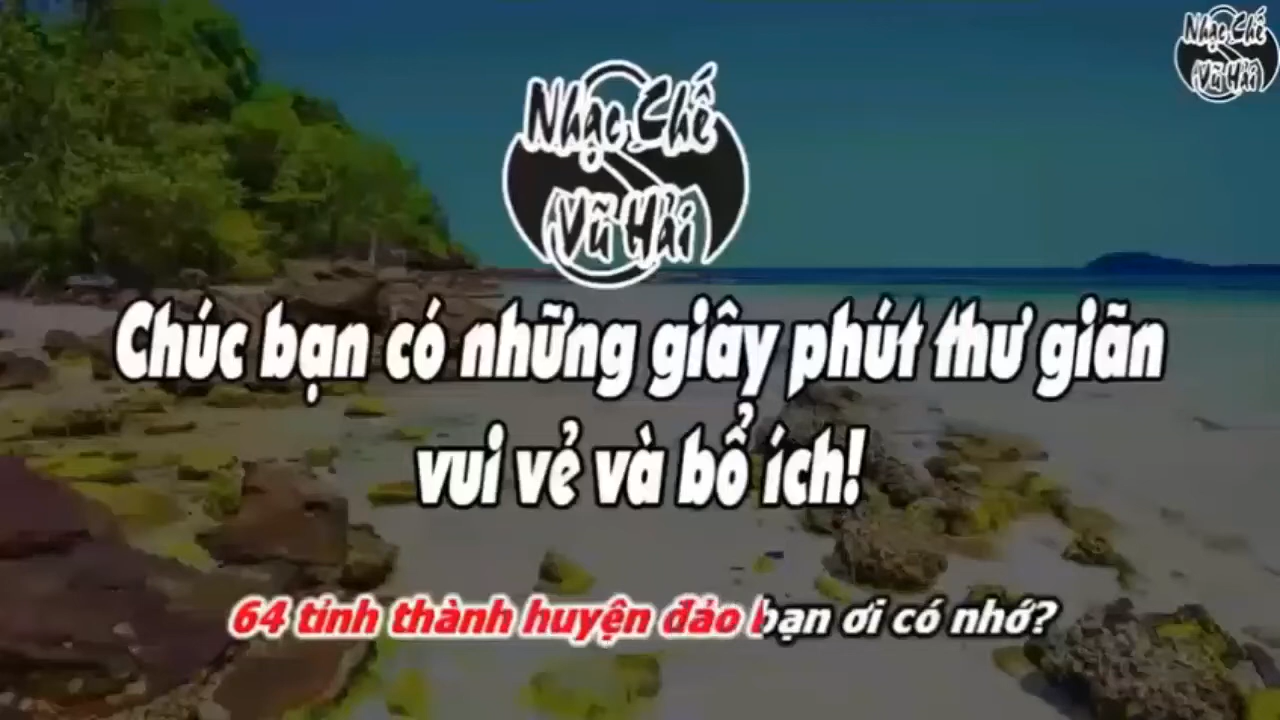 Nhạc Chế
Vũ Hải
Nhạc Chế
Vũ Hải
Chúc bạn có những giây phút thư giãn
vui vẻ và bổ ích!
64 tỉnh thành huyện đảo bạn ơi có nhớ?